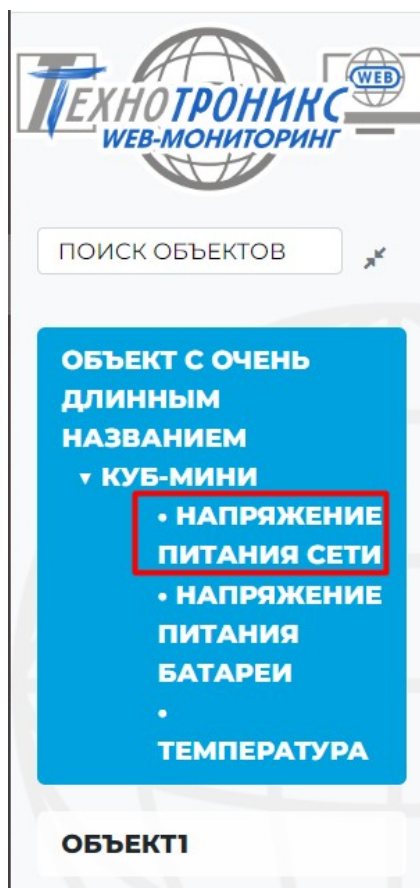 ТЕХНОТРОНИКС
WEB
WEB-МОНИТОРИНГ
ПОИСК ОБЪЕКТОВ
ОБЪЕКТ С ОЧЕНЬ
ДЛИННЫМ
НАЗВАНИЕМ
▾ КУБ-МИНИ
• НАПРЯЖЕНИЕ
ПИТАНИЯ СЕТИ
• НАПРЯЖЕНИЕ
ПИТАНИЯ
БАТАРЕИ
•
ТЕМПЕРАТУРА
ОБЪЕКТ1